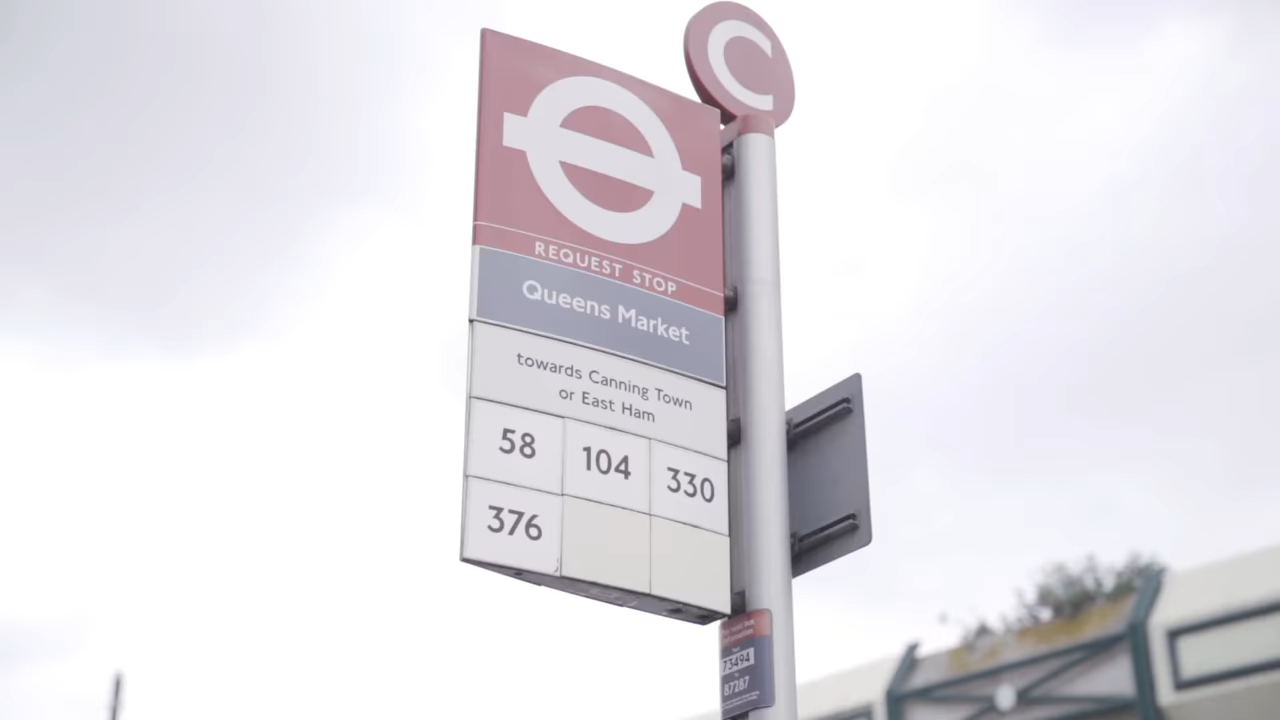 C
REQUEST STOP
Queens Market
towards Canning Town
or East Ham
58 104 330
376
73494
87287